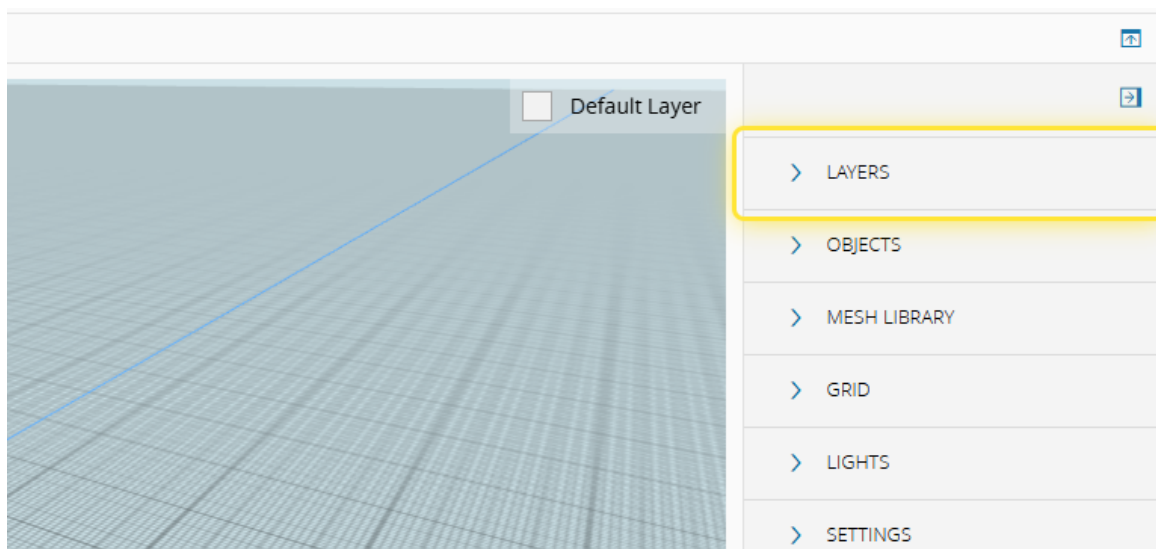 Default Layer
LAYERS
OBJECTS
MESH LIBRARY
GRID
LIGHTS
SETTINGS